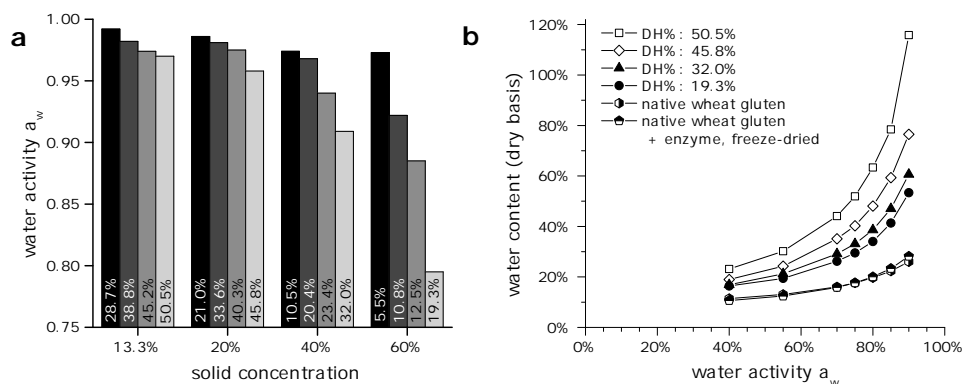 a
1.00
0.95
0.90
0.85
0.80
0.75
water activity a_w
28.7%
38.8%
45.2%
50.5%
21.0%
33.6%
40.3%
45.8%
10.5%
20.4%
23.4%
32.0%
5.5%
10.8%
12.5%
19.3%
13.3% 20% 40% 60%
solid concentration
b
120%
100%
80%
60%
40%
20%
0%
water content (dry basis)
DH%: 50.5%
DH%: 45.8%
DH%: 32.0%
DH%: 19.3%
native wheat gluten
native wheat gluten
+ enzyme, freeze-dried
0% 20% 40% 60% 80% 100%
water activity a_w